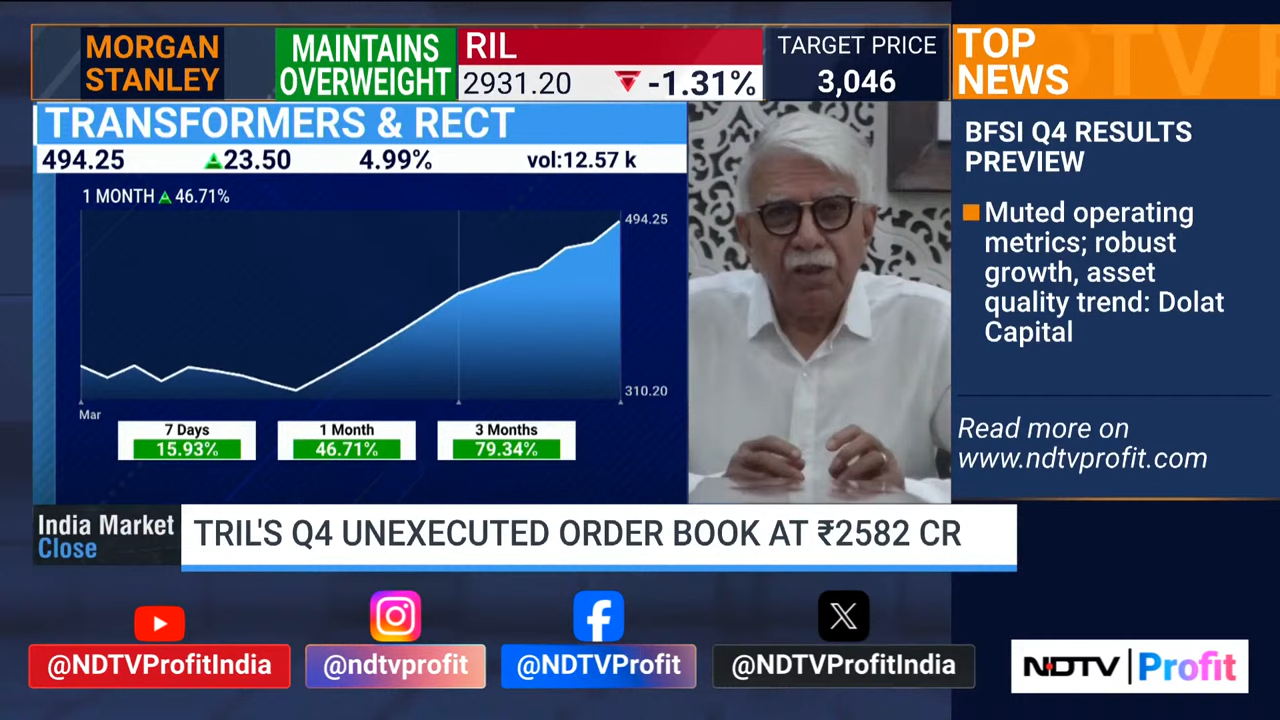 MORGAN
STANLEY
MAINTAINS
OVERWEIGHT
RIL
2931.20 -1.31%
TARGET PRICE
3,046
TOP
NEWS
TRANSFORMERS & RECT
494.25 23.50 4.99% vol:12.57 k
1 MONTH 46.71%
494.25
310.20
Mar
7 Days
15.93%
1 Month
46.71%
3 Months
79.34%
BFSI Q4 RESULTS
PREVIEW
Muted operating
metrics; robust
growth, asset
quality trend: Dolat
Capital
Read more on
www.ndtvprofit.com
India Market
Close
TRIL'S Q4 UNEXECUTED ORDER BOOK AT ₹2582 CR
@NDTVProfitIndia
@ndtvprofit
@NDTVProfit
@NDTVProfitIndia
NDTV Profit